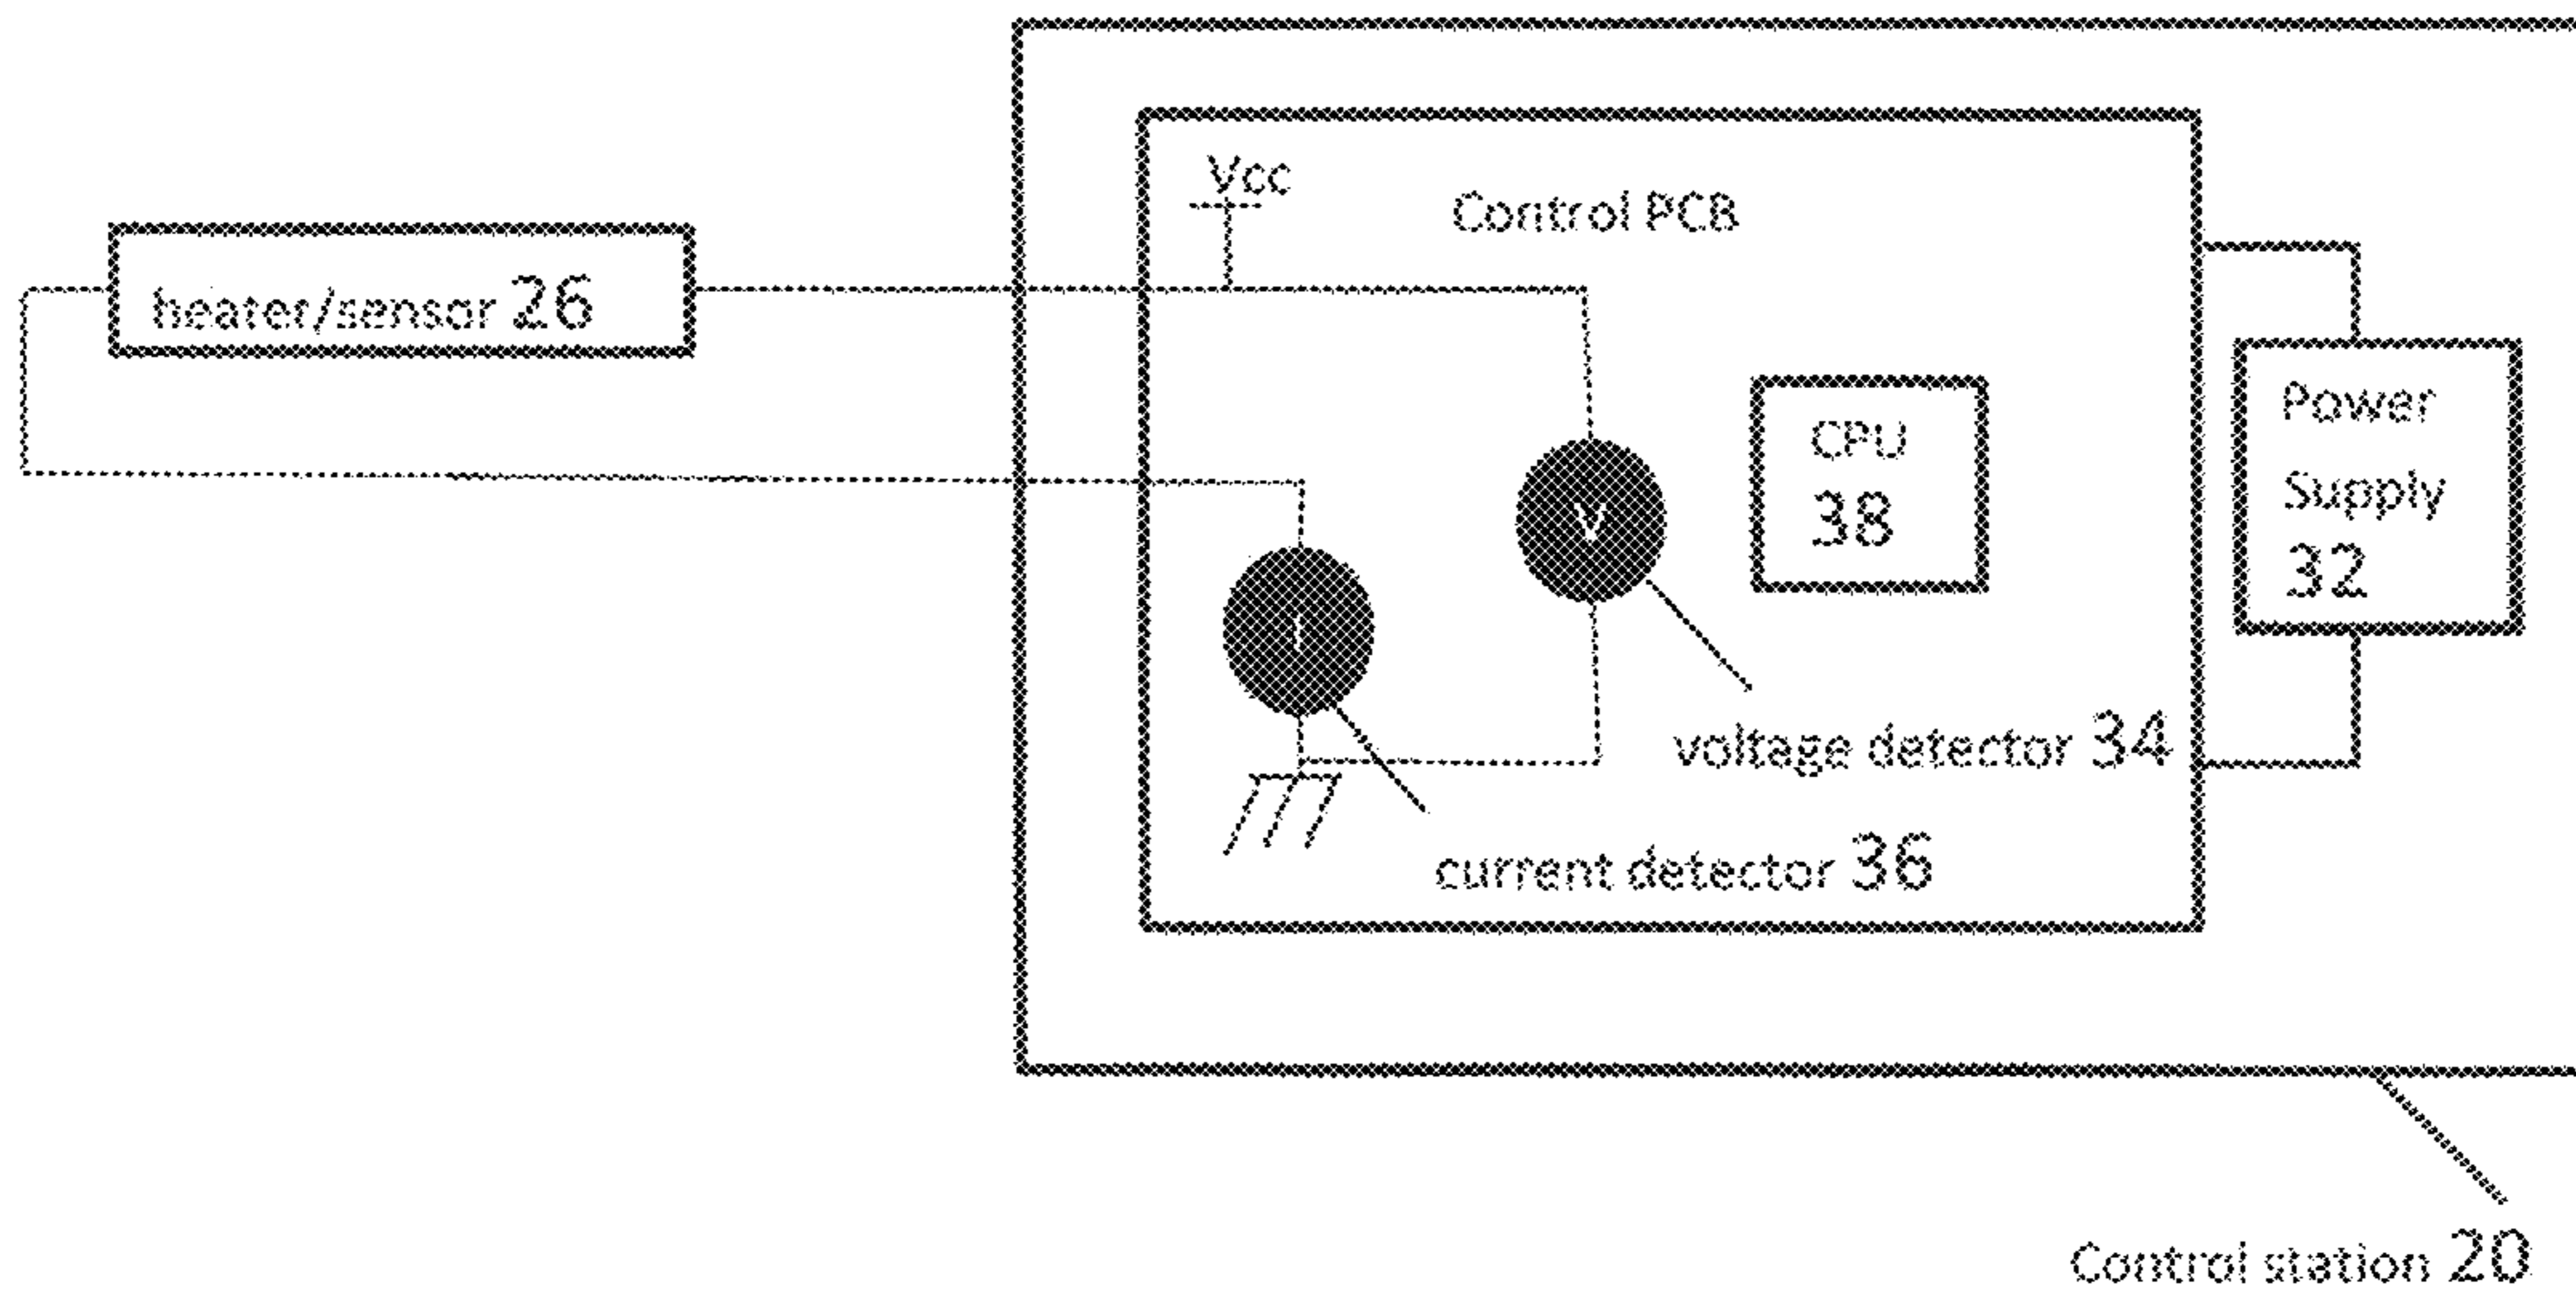 Vcc
Control PCB
heater/sensor 26
CPU
38
Power
Supply
32
V
I
voltage detector 34
current detector 36
Control station 20